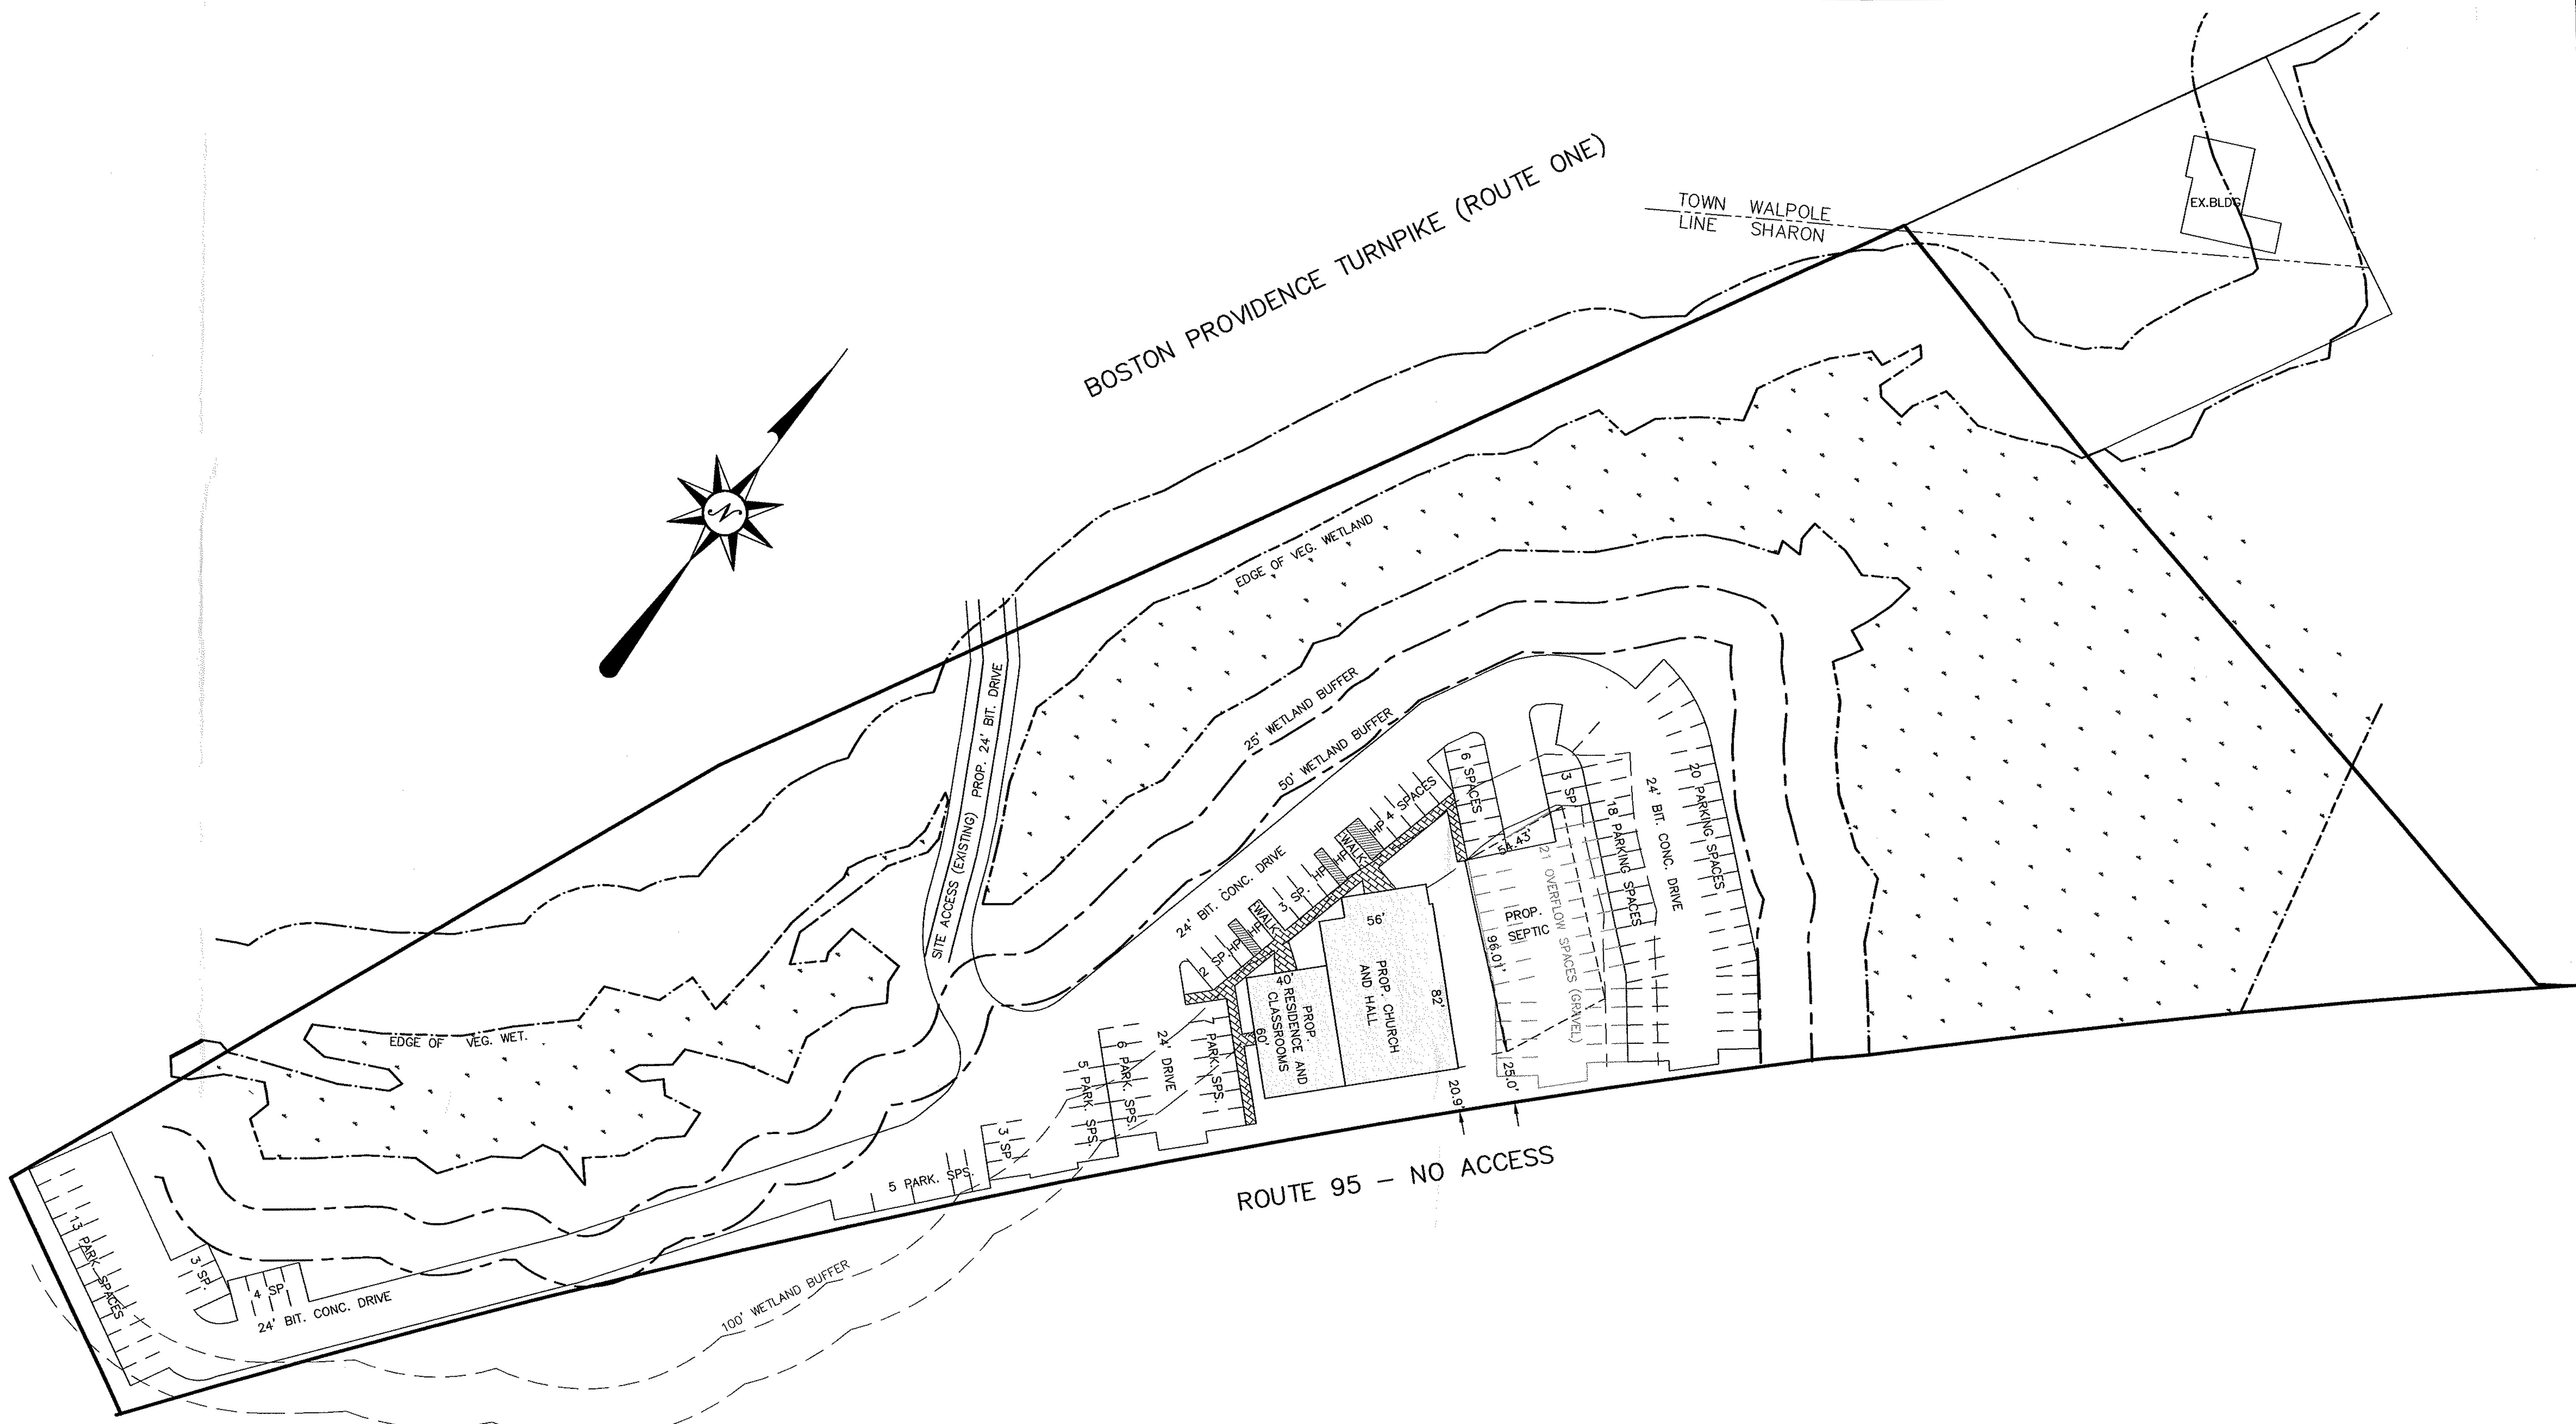 BOSTON PROVIDENCE TURNPIKE (ROUTE ONE)
TOWN WALPOLE
LINE SHARON
EX.BLDG
N
EDGE OF VEG. WETLAND
25' WETLAND BUFFER
50' WETLAND BUFFER
SITE ACCESS (EXISTING)
PROP. 24' BIT. DRIVE
24' BIT. CONC. DRIVE
2 SP.
HP
HP
WALK
3 SP.
HP
HP
WALK
HP
4 SPACES
6 SPACES
3 SP
18 PARKING SPACES
24' BIT. CONC. DRIVE
20 PARKING SPACES
54.43'
21 OVERFLOW SPACES (GRAVEL)
PROP.
SEPTIC
96.01'
56'
PROP. CHURCH
AND HALL
82'
40'
PROP.
RESIDENCE AND
CLASSROOMS
60'
7 PARK. SPS.
24' DRIVE
6 PARK. SPS.
5 PARK. SPS.
3 SP
5 PARK. SPS.
20.9'
25.0'
ROUTE 95 – NO ACCESS
EDGE OF VEG. WET.
13 PARK. SPACES
3 SP.
4 SP
24' BIT. CONC. DRIVE
100' WETLAND BUFFER